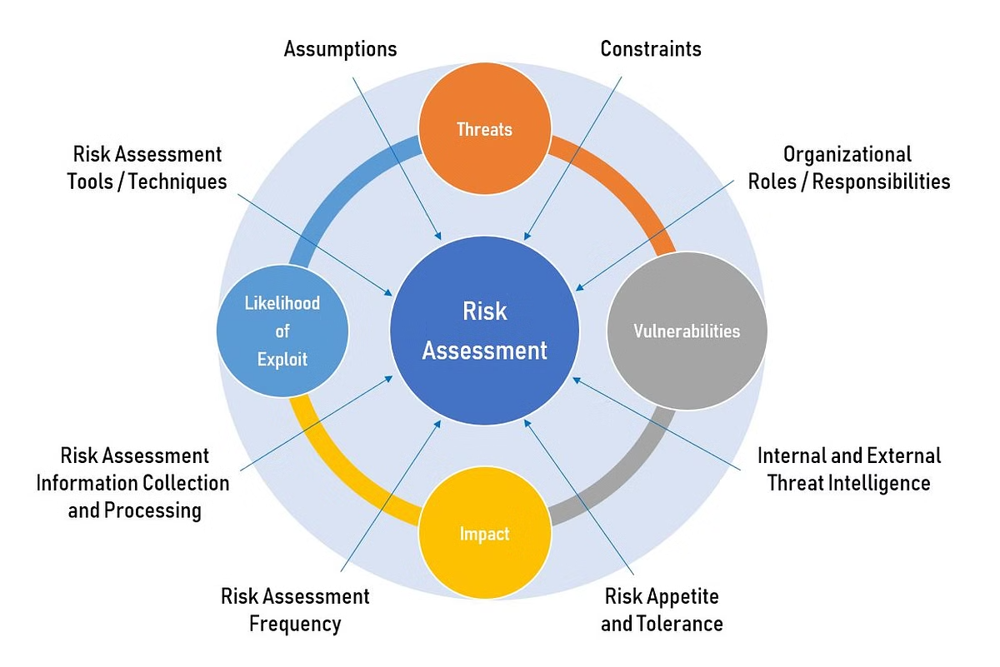 Assumptions
Constraints
Threats
Risk Assessment
Tools / Techniques
Organizational
Roles / Responsibilities
Likelihood
of
Exploit
Risk
Assessment
Vulnerabilities
Risk Assessment
Information Collection
and Processing
Internal and External
Threat Intelligence
Impact
Risk Assessment
Frequency
Risk Appetite
and Tolerance